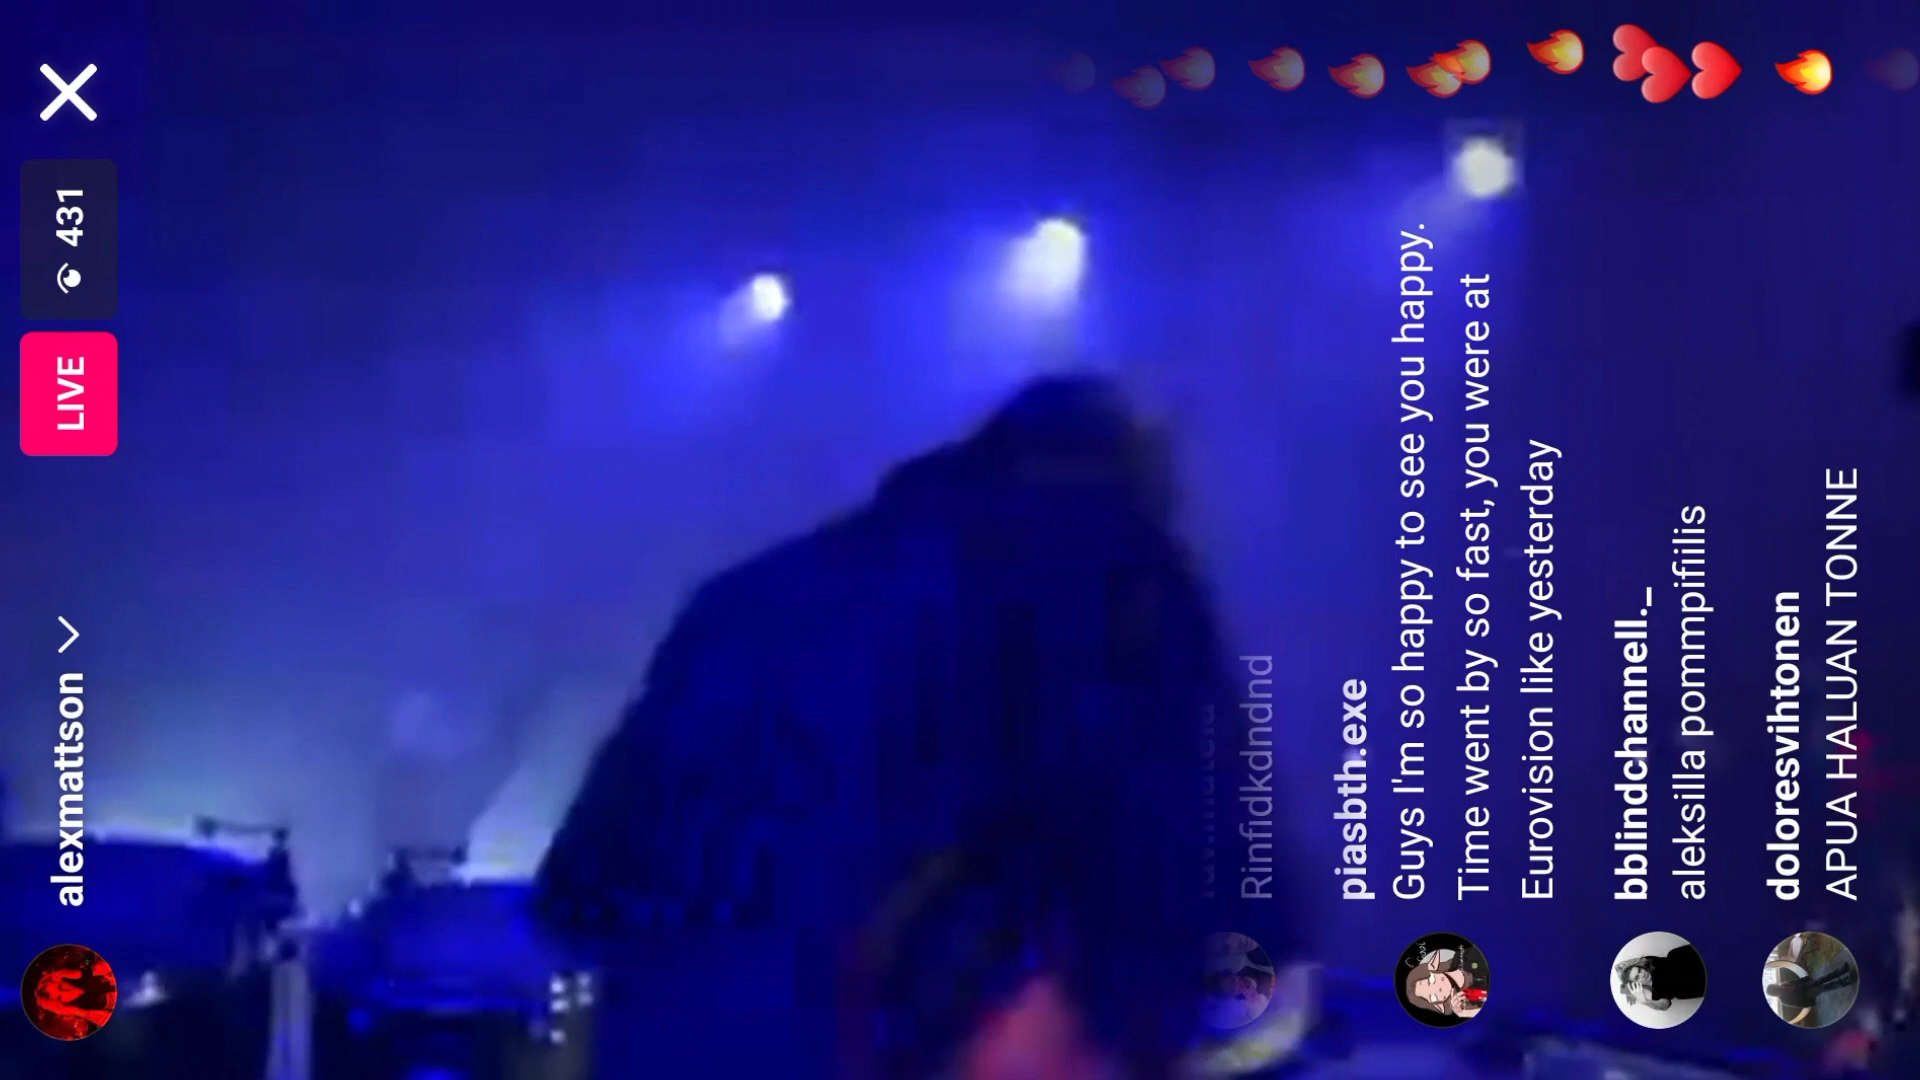 alexmattson
LIVE
431
Rinfidkdndnd
piasbth.exe
Guys I'm so happy to see you happy.
Time went by so fast, you were at
Eurovision like yesterday
bblindchannell._
aleksilla pommpifiilis
doloresvihtonen
APUA HALUAN TONNE